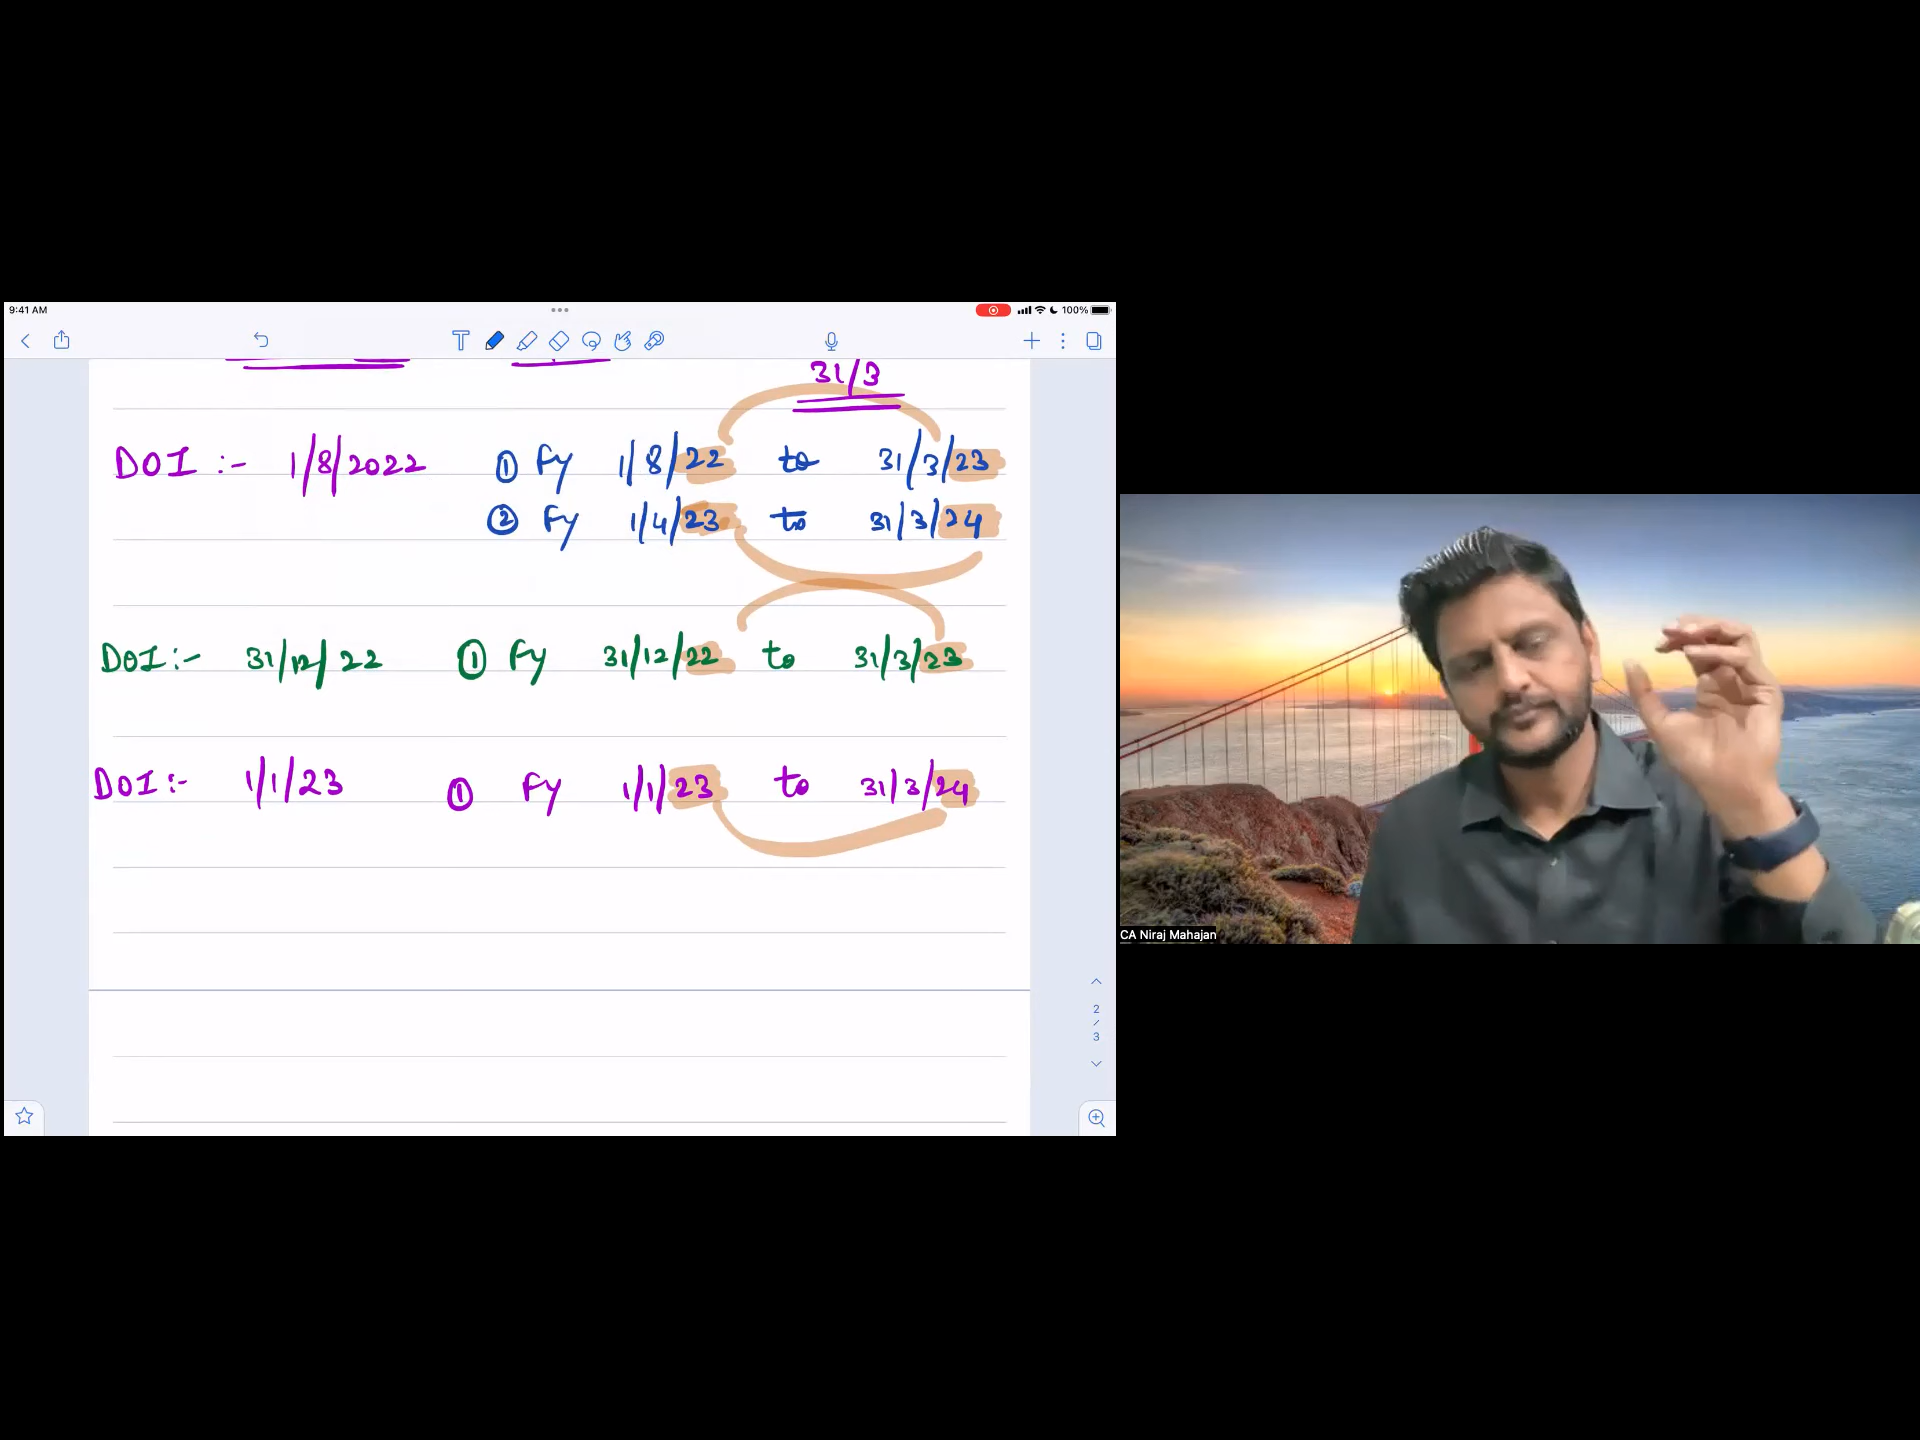 9:41 AM
100%
T
31/3
DOI :- 1/8/2022 ① Fy 1/8/22 to 31/3/23
② Fy 1/4/23 to 31/3/24
DOI :- 31/12/22 ① Fy 31/12/22 to 31/3/23
DOI :- 1/1/23 ① Fy 1/1/23 to 31/3/24
CA Niraj Mahajan
2
/
3